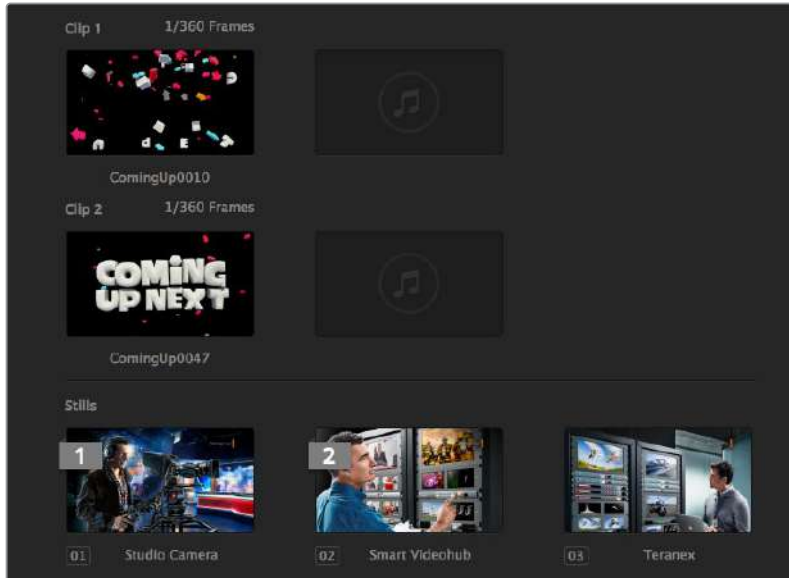 Clip 1 1/360 Frames
ComingUp0010
Clip 2 1/360 Frames
COMING
UP NEXT
ComingUp0047
Stills
1 2
01 Studio Camera 02 Smart Videohub 03 Teranex